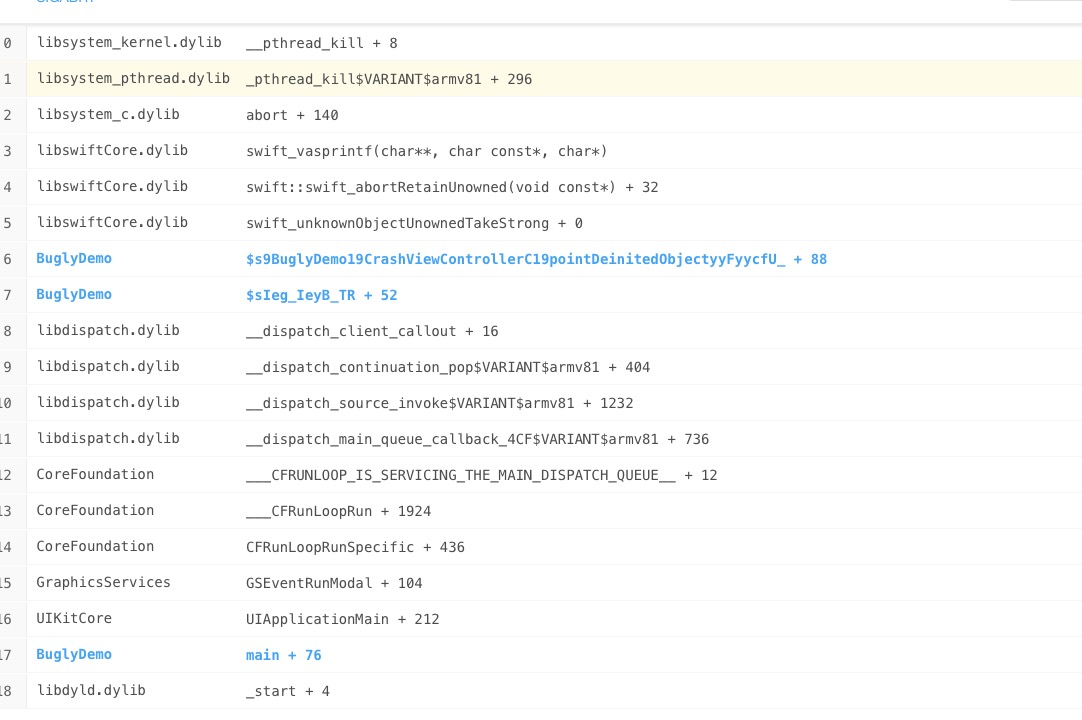 0 libsystem_kernel.dylib __pthread_kill + 8
1 libsystem_pthread.dylib _pthread_kill$VARIANT$armv81 + 296
2 libsystem_c.dylib abort + 140
3 libswiftCore.dylib swift_vasprintf(char**, char const*, char*)
4 libswiftCore.dylib swift::swift_abortRetainUnowned(void const*) + 32
5 libswiftCore.dylib swift_unknownObjectUnownedTakeStrong + 0
6 BuglyDemo $s9BuglyDemo19CrashViewControllerC19pointDeinitedObjectyyFyycfU_ + 88
7 BuglyDemo $sIeg_IeyB_TR + 52
8 libdispatch.dylib __dispatch_client_callout + 16
9 libdispatch.dylib __dispatch_continuation_pop$VARIANT$armv81 + 404
10 libdispatch.dylib __dispatch_source_invoke$VARIANT$armv81 + 1232
11 libdispatch.dylib __dispatch_main_queue_callback_4CF$VARIANT$armv81 + 736
12 CoreFoundation ___CFRUNLOOP_IS_SERVICING_THE_MAIN_DISPATCH_QUEUE__ + 12
13 CoreFoundation ___CFRunLoopRun + 1924
14 CoreFoundation CFRunLoopRunSpecific + 436
15 GraphicsServices GSEventRunModal + 104
16 UIKitCore UIApplicationMain + 212
17 BuglyDemo main + 76
18 libdyld.dylib _start + 4